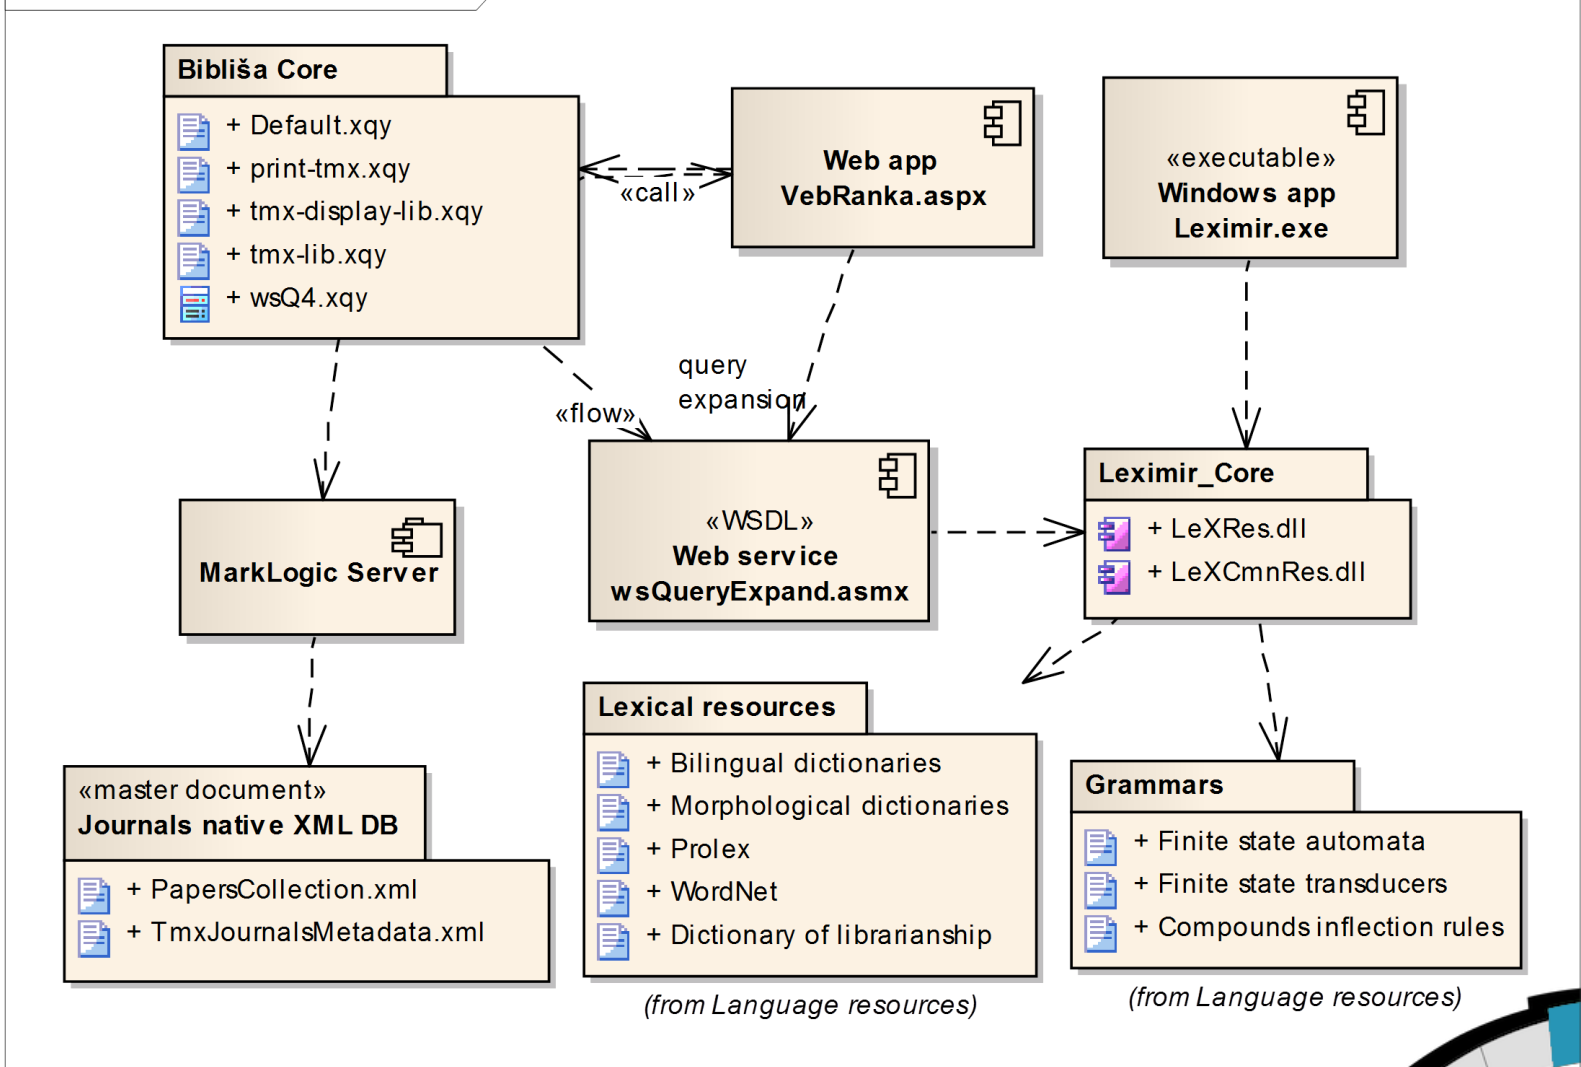 Bibliša Core
+ Default.xqy
+ print-tmx.xqy
+ tmx-display-lib.xqy
+ tmx-lib.xqy
+ wsQ4.xqy
«call»
Web app
VebRanka.aspx
«executable»
Windows app
Leximir.exe
query
expansion
«flow»
MarkLogic Server
«WSDL»
Web service
wsQueryExpand.asmx
Leximir_Core
+ LeXRes.dll
+ LeXCmnRes.dll
«master document»
Journals native XML DB
+ PapersCollection.xml
+ TmxJournalsMetadata.xml
Lexical resources
+ Bilingual dictionaries
+ Morphological dictionaries
+ Prolex
+ WordNet
+ Dictionary of librarianship
(from Language resources)
Grammars
+ Finite state automata
+ Finite state transducers
+ Compounds inflection rules
(from Language resources)